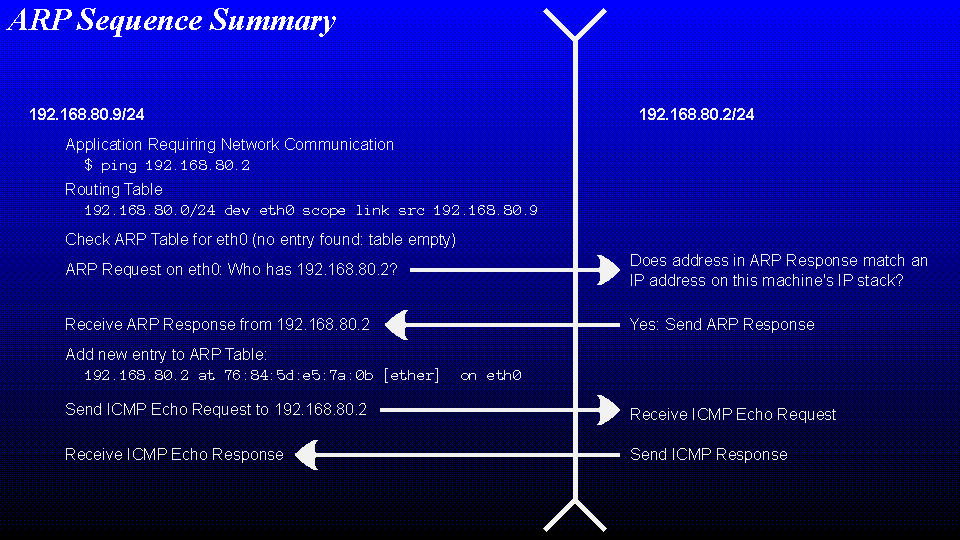 ARP Sequence Summary
192.168.80.9/24
192.168.80.2/24
Application Requiring Network Communication
$ ping 192.168.80.2
Routing Table
192.168.80.0/24 dev eth0 scope link src 192.168.80.9
Check ARP Table for eth0 (no entry found: table empty)
ARP Request on eth0: Who has 192.168.80.2?
Does address in ARP Response match an
IP address on this machine's IP stack?
Receive ARP Response from 192.168.80.2
Yes: Send ARP Response
Add new entry to ARP Table:
192.168.80.2 at 76:84:5d:e5:7a:0b [ether] on eth0
Send ICMP Echo Request to 192.168.80.2
Receive ICMP Echo Request
Receive ICMP Echo Response
Send ICMP Response